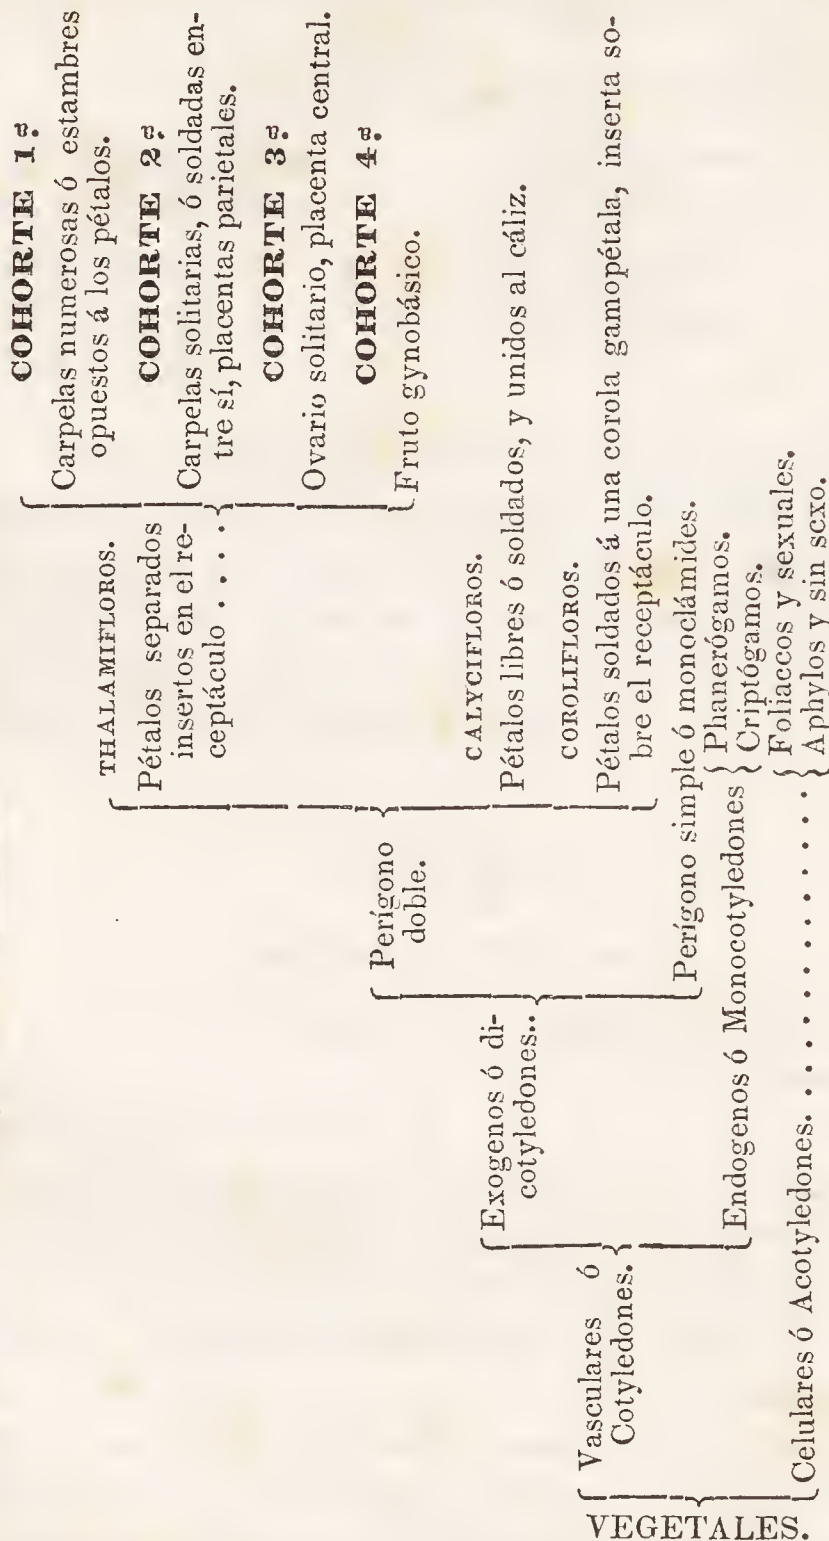 COHORTE 1ª
Carpelas numerosas ó estambres
opuestos á los pétalos.
COHORTE 2ª
Carpelas solitarias, ó soldadas en-
tre sí, placentas parietales.
COHORTE 3ª
Ovario solitario, placenta central.
COHORTE 4ª
Fruto gynobásico.
THALAMIFLOROS.
Pétalos separados
insertos en el re-
ceptáculo . . . .
CALYCIFLOROS.
Pétalos libres ó soldados, y unidos al cáliz.
COROLIFLOROS.
Pétalos soldados á una corola gamopétala, inserta so-
bre el receptáculo.
Perígono
doble.
Perígono simple ó monoclámides.
Exogenos ó di-
cotyledones..
Endogenos ó Monocotyledones
Phanerógamos.
Criptógamos.
Vasculares ó
Cotyledones.
Celulares ó Acotyledones. . . . . . . . . . . . . .
Foliaccos y sexuales.
Aphylos y sin scxo.
VEGETALES.